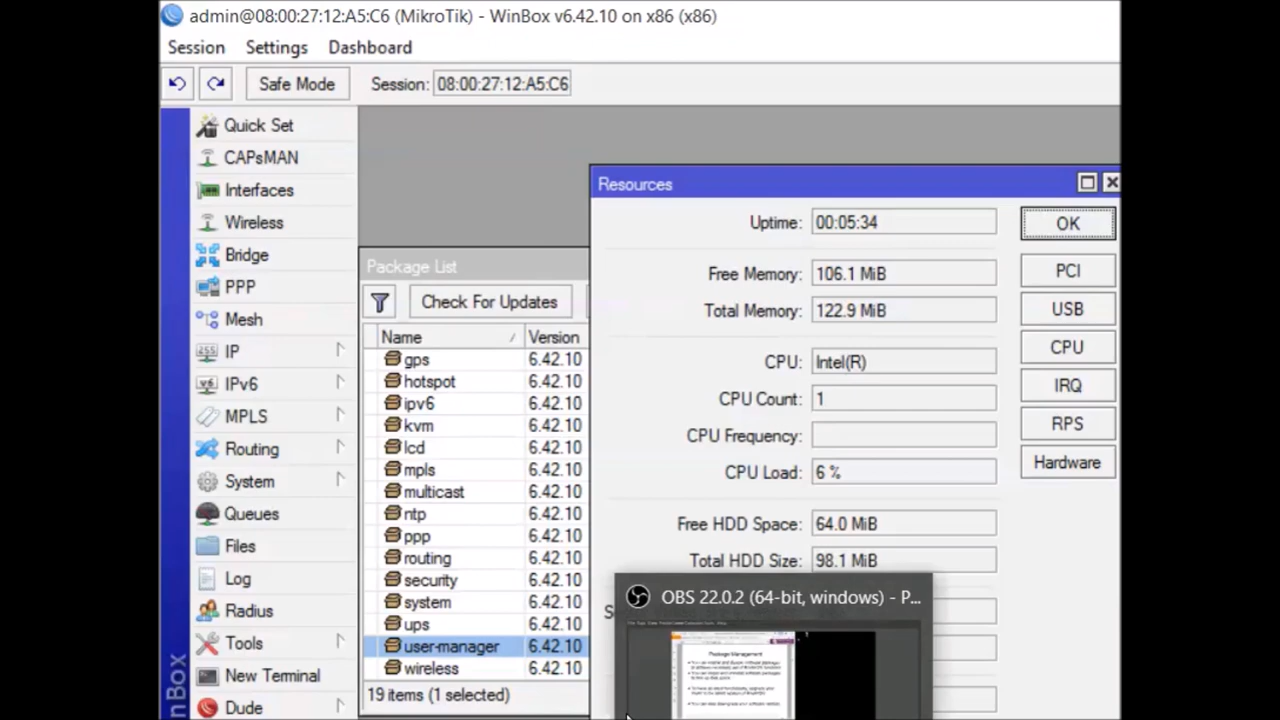 admin@08:00:27:12:A5:C6 (MikroTik) - WinBox v6.42.10 on x86 (x86)
Session Settings Dashboard
Safe Mode Session: 08:00:27:12:A5:C6
Quick Set
CAPsMAN
Interfaces
Wireless
Bridge
PPP
Mesh
IP
IPv6
MPLS
Routing
System
Queues
Files
Log
Radius
Tools
New Terminal
Dude
nBox
Package List
Check For Updates
Name Version
gps 6.42.10
hotspot 6.42.10
ipv6 6.42.10
kvm 6.42.10
lcd 6.42.10
mpls 6.42.10
multicast 6.42.10
ntp 6.42.10
ppp 6.42.10
routing 6.42.10
security 6.42.10
system 6.42.10
ups 6.42.10
user-manager 6.42.10
wireless 6.42.10
19 items (1 selected)
Resources
Uptime: 00:05:34
Free Memory: 106.1 MiB
Total Memory: 122.9 MiB
CPU: Intel(R)
CPU Count: 1
CPU Frequency:
CPU Load: 6 %
Free HDD Space: 64.0 MiB
Total HDD Size: 98.1 MiB
OK
PCI
USB
CPU
IRQ
RPS
Hardware
OBS 22.0.2 (64-bit, windows) - P...
Package Management